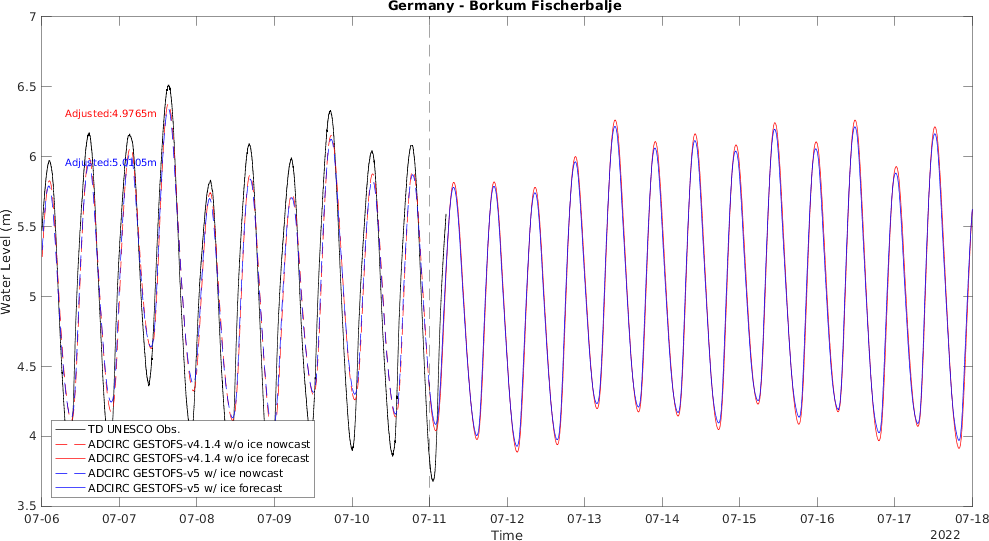 Germany - Borkum Fischerbalje
7
6.5
Adjusted:4.9765m
6
Adjusted:5.0105m
5.5
Water Level (m)
5
4.5
4
3.5
TD UNESCO Obs.
ADCIRC GESTOFS-v4.1.4 w/o ice nowcast
ADCIRC GESTOFS-v4.1.4 w/o ice forecast
ADCIRC GESTOFS-v5 w/ ice nowcast
ADCIRC GESTOFS-v5 w/ ice forecast
07-06 07-07 07-08 07-09 07-10 07-11 07-12 07-13 07-14 07-15 07-16 07-17 07-18
Time
2022